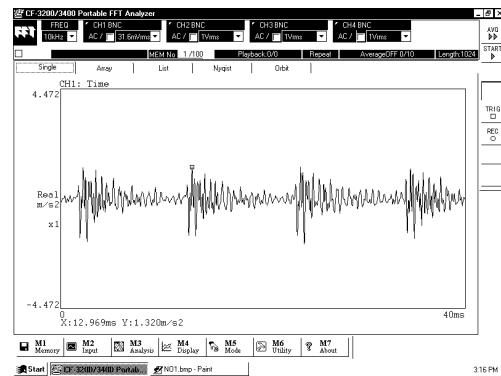 CF-3200/3400 Portable FFT Analyzer
FFT FREQ CH1 BNC CH2 BNC CH3 BNC CH4 BNC AVG
10kHz AC / 31.6mVrms AC / 1Vrms AC / 1Vrms AC / 1Vrms
MEM No 1 /100 Playback:0/0 Repeat AverageOFF 0/10 Length:1024 START
Single Array List Nyqist Orbit
CH1: Time
4.472
TRIG
REC
Real
m/s2
x1
-4.472
0 40ms
X:12.969ms Y:1.320m/s2
M1 M2 M3 M4 M5 M6 M7
Memory Input Analysis Display Mode Utility About
Start CF-3200/3400 Portab... NO1.bmp - Paint 3:16 PM